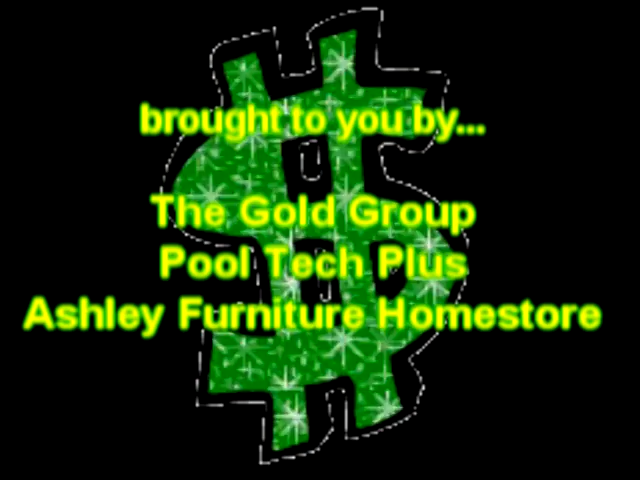 brought to you by...
The Gold Group
Pool Tech Plus
Ashley Furniture Homestore